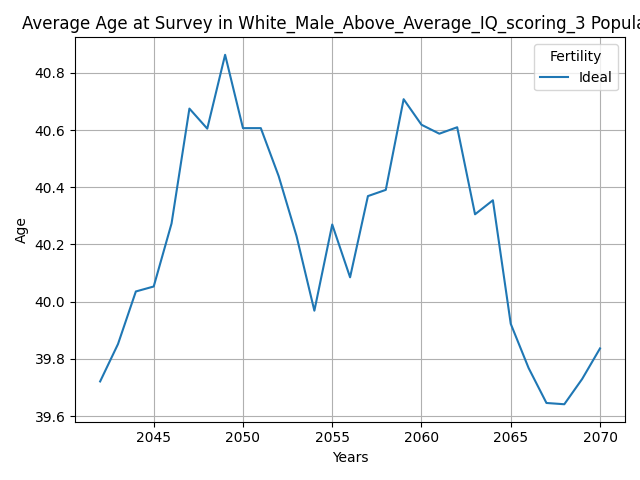 Average Age at Survey in White_Male_Above_Average_IQ_scoring_3 Popula
Fertility
Ideal
40.8
40.6
40.4
40.2
40.0
39.8
39.6
Age
2045 2050 2055 2060 2065 2070
Years